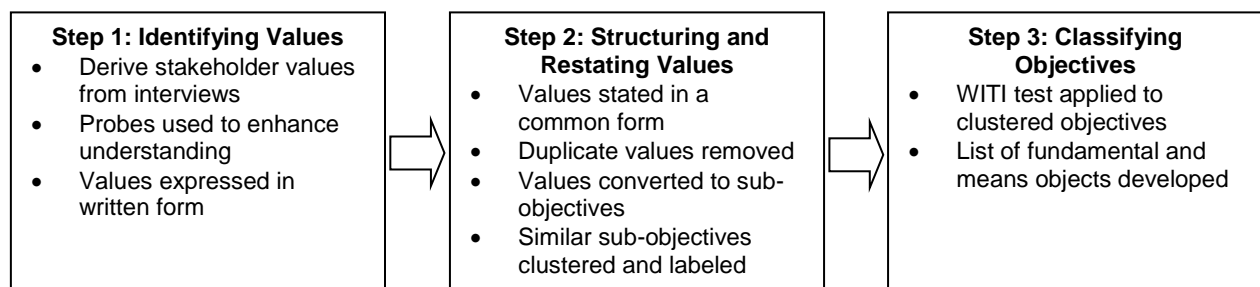 Step 1: Identifying Values
• Derive stakeholder values
from interviews
• Probes used to enhance
understanding
• Values expressed in
written form
Step 2: Structuring and
Restating Values
• Values stated in a
common form
• Duplicate values removed
• Values converted to sub-
objectives
• Similar sub-objectives
clustered and labeled
Step 3: Classifying
Objectives
• WITI test applied to
clustered objectives
• List of fundamental and
means objects developed